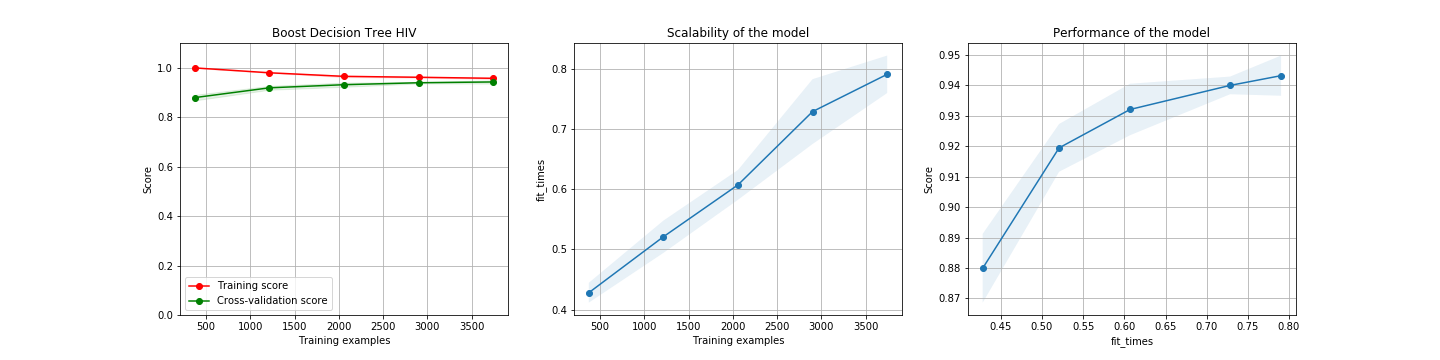 Boost Decision Tree HIV
1.0
0.8
0.6
0.4
0.2
0.0
Score
Training score
Cross-validation score
500 1000 1500 2000 2500 3000 3500
Training examples
Scalability of the model
0.8
0.7
0.6
0.5
0.4
fit_times
500 1000 1500 2000 2500 3000 3500
Training examples
Performance of the model
0.95
0.94
0.93
0.92
0.91
0.90
0.89
0.88
0.87
Score
0.45 0.50 0.55 0.60 0.65 0.70 0.75 0.80
fit_times